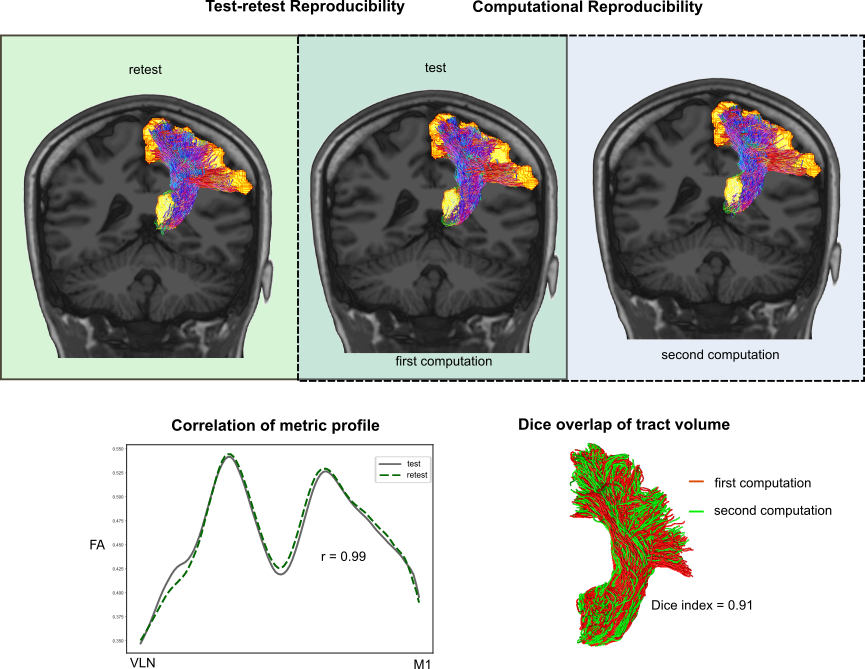 Test-retest Reproducibility
Computational Reproducibility
retest
test
first computation
second computation
Correlation of metric profile
Dice overlap of tract volume
0.550
0.525
0.500
0.475
0.450
0.425
0.400
0.375
0.350
FA
test
retest
r = 0.99
VLN
M1
first computation
second computation
Dice index = 0.91